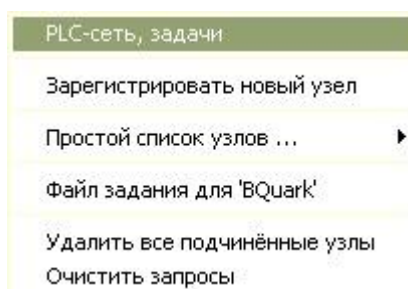 PLC-сеть, задачи
Зарегистрировать новый узел
Простой список узлов ...
Файл задания для 'BQuark'
Удалить все подчинённые узлы
Очистить запросы